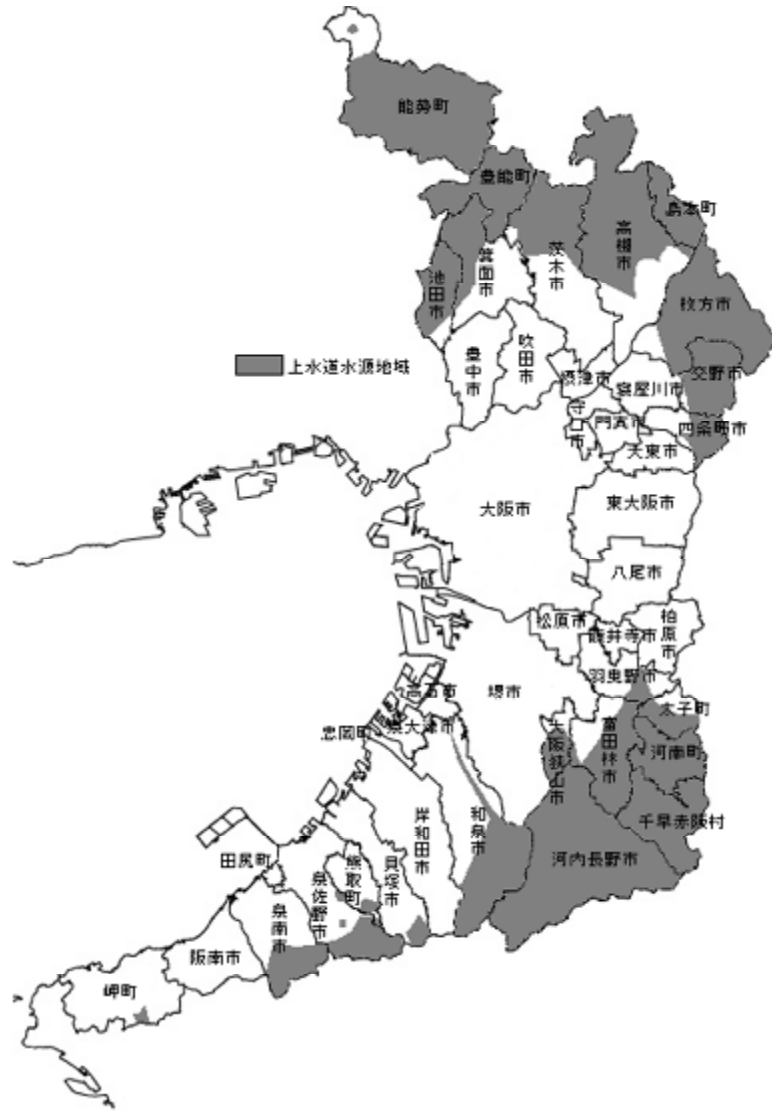 能勢町
豊能町
島本町
高槻市
茨木市
箕面市
池田市
枚方市
吹田市
豊中市
上水道水源地域
交野市
摂津市
寝屋川市
守口市
門真市
四条畷市
大東市
大阪市
東大阪市
八尾市
松原市
柏原市
藤井寺市
羽曳野市
堺市
高石市
太子町
泉大津市
忠岡町
大阪狭山市
富田林市
河南町
千早赤阪村
和泉市
岸和田市
河内長野市
貝塚市
熊取町
田尻町
泉佐野市
泉南市
阪南市
岬町